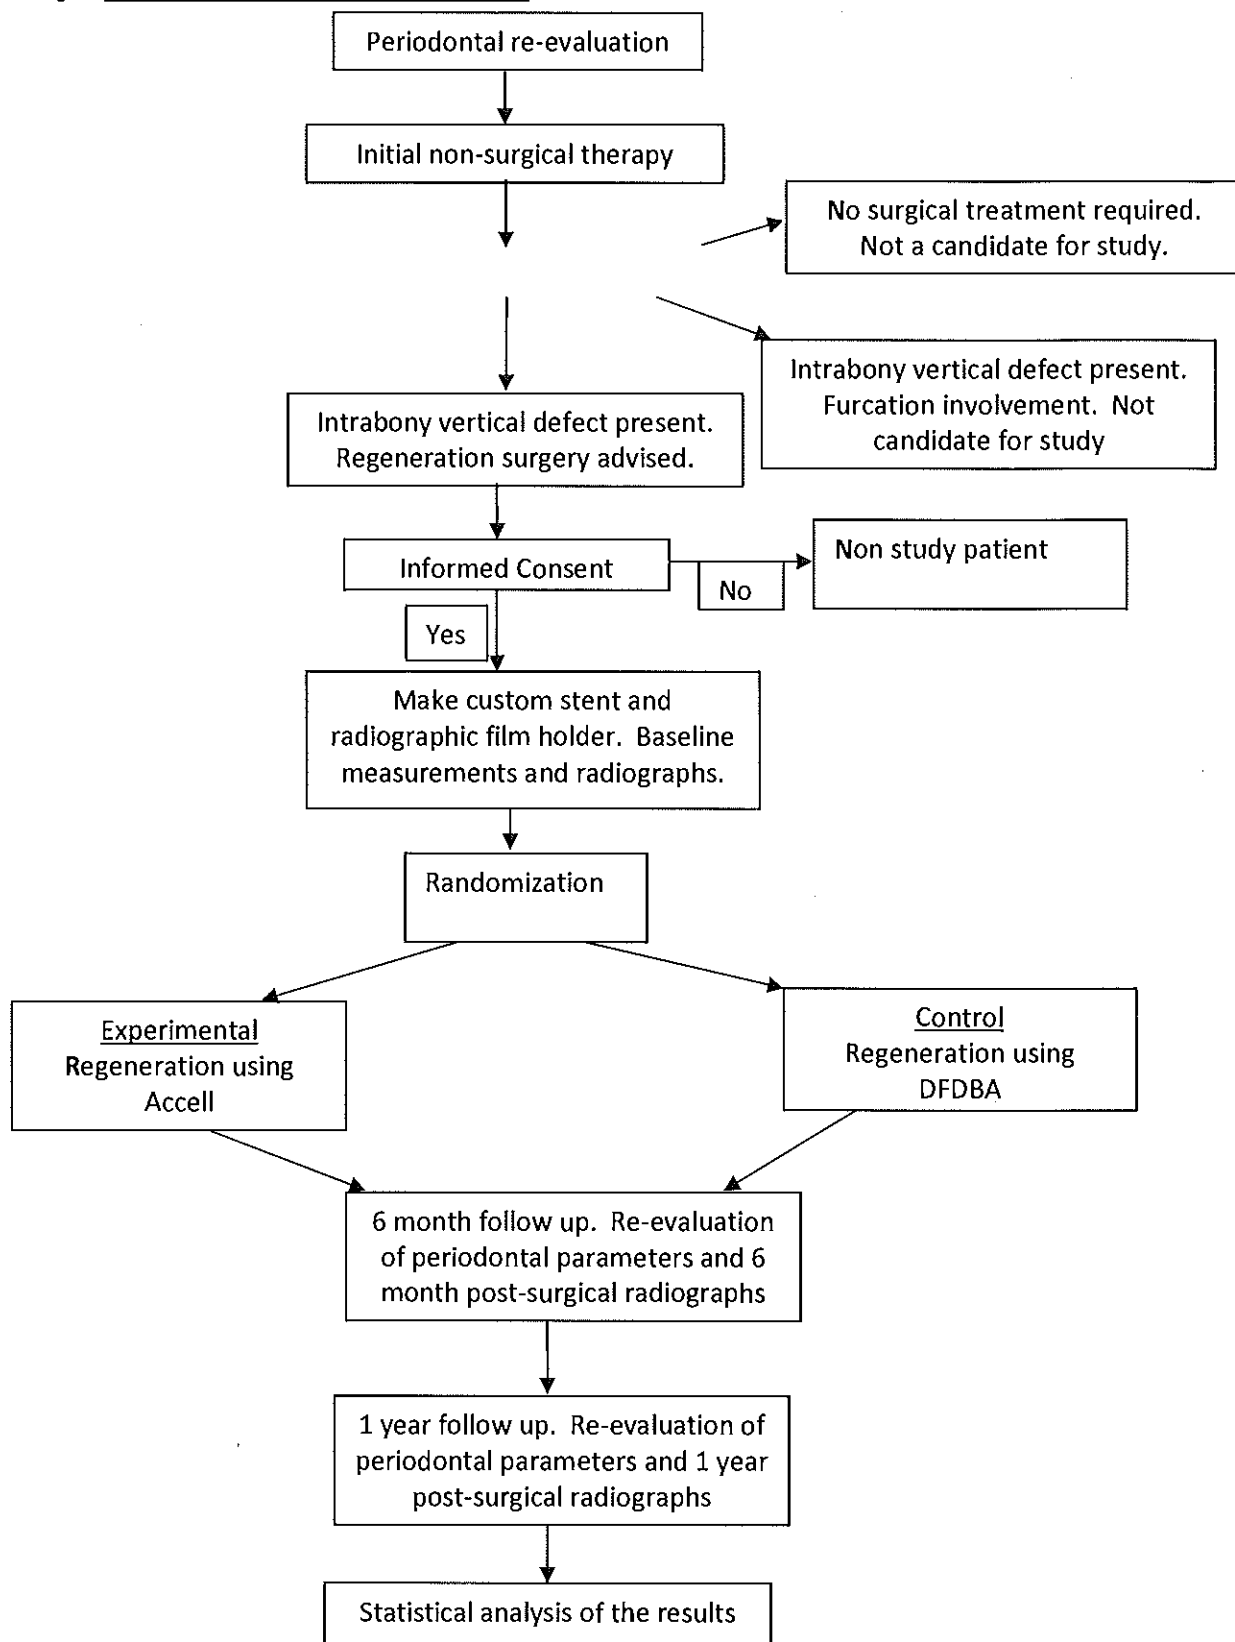 Periodontal re-evaluation
Initial non-surgical therapy
No surgical treatment required.
Not a candidate for study.
Intrabony vertical defect present.
Furcation involvement.  Not
candidate for study
Intrabony vertical defect present.
Regeneration surgery advised.
Informed Consent
No
Non study patient
Yes
Make custom stent and
radiographic film holder.  Baseline
measurements and radiographs.
Randomization
Experimental
Regeneration using
Accell
Control
Regeneration using
DFDBA
6 month follow up.  Re-evaluation
of periodontal parameters and 6
month post-surgical radiographs
1 year follow up.  Re-evaluation of
periodontal parameters and 1 year
post-surgical radiographs
Statistical analysis of the results